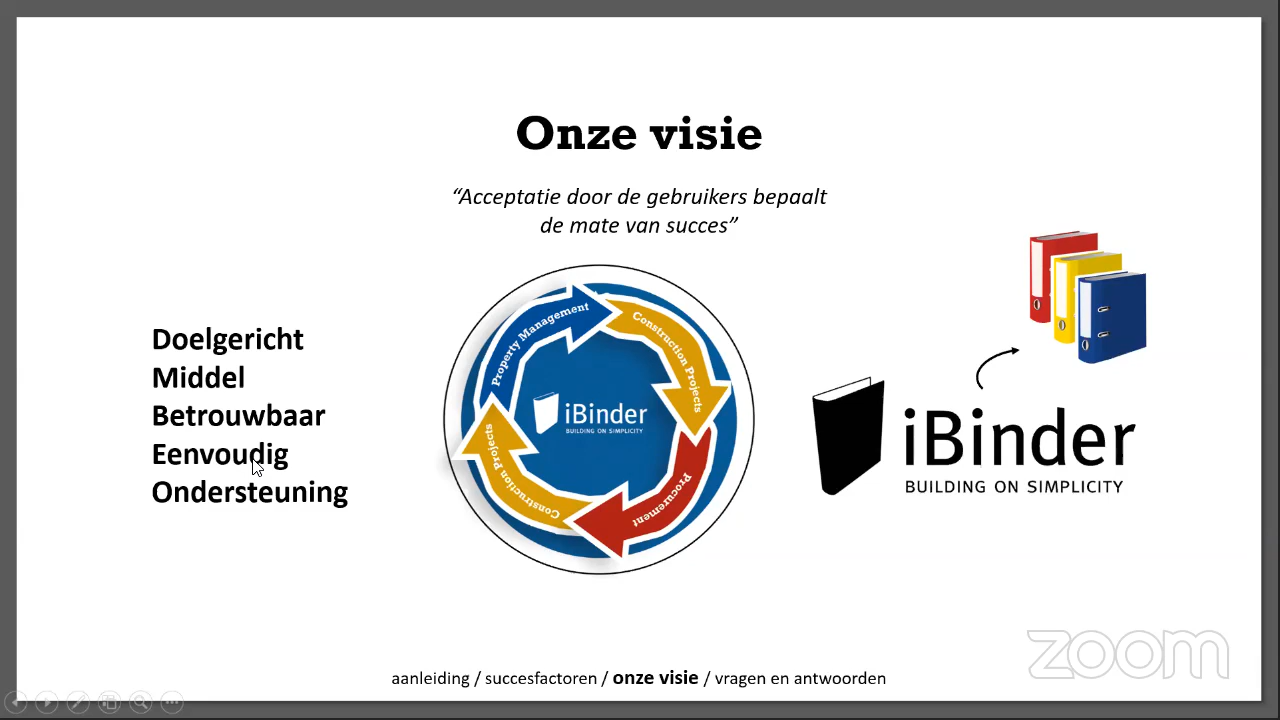 Onze visie
“Acceptatie door de gebruikers bepaalt
de mate van succes”
Doelgericht
Middel
Betrouwbaar
Eenvoudig
Ondersteuning
Property Management
Construction Projects
Procurement
Construction Projects
iBinder
BUILDING ON SIMPLICITY
iBinder
BUILDING ON SIMPLICITY
zoom
aanleiding / succesfactoren / onze visie / vragen en antwoorden